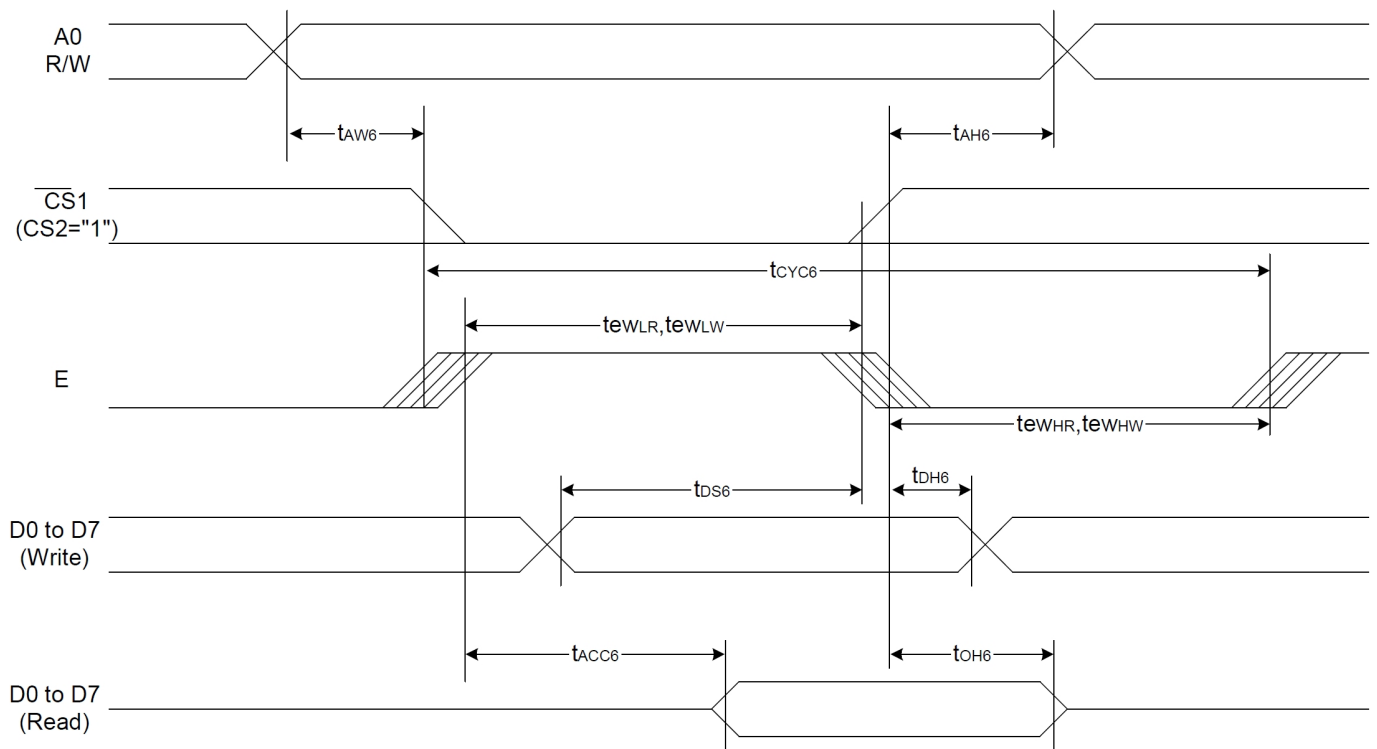 A0
R/W
tAW6
tAH6
CS1
(CS2="1")
tCYC6
tewLR,tewLW
E
tewHR,tewHW
tDS6
tDH6
D0 to D7
(Write)
tACC6
tOH6
D0 to D7
(Read)